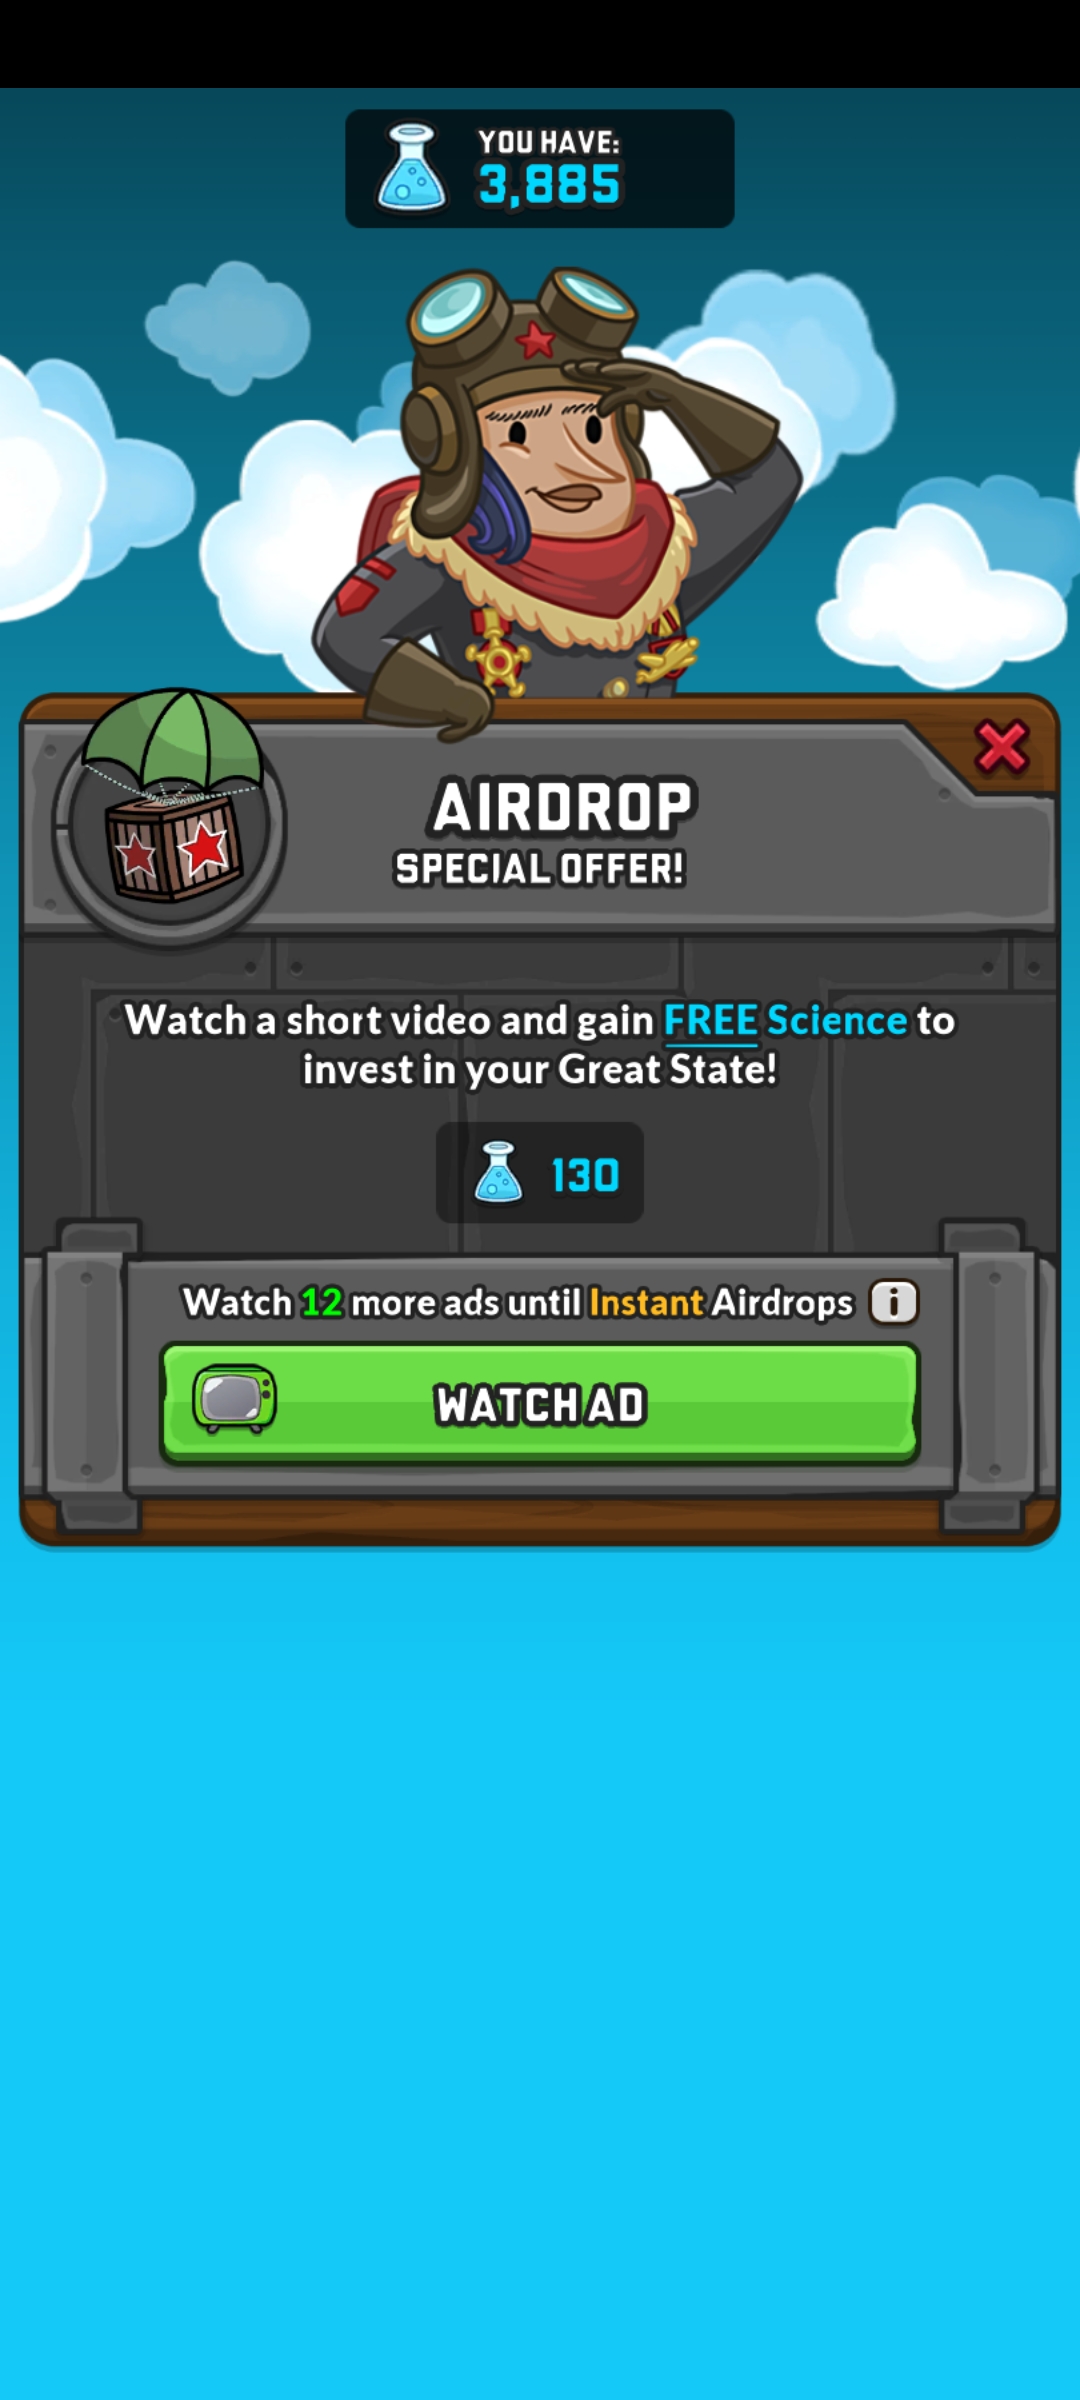 YOU HAVE:
3,885
AIRDROP
SPECIAL OFFER!
Watch a short video and gain FREE Science to
invest in your Great State!
130
Watch 12 more ads until Instant Airdrops i
WATCH AD